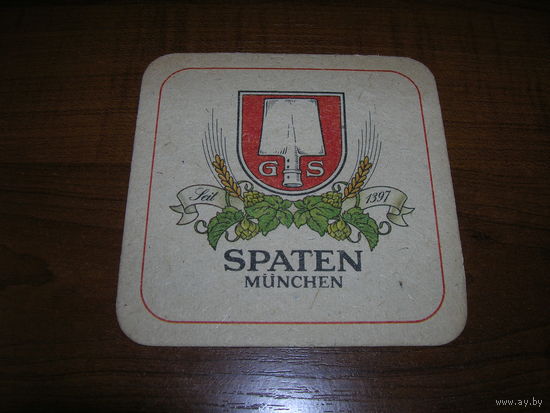 G S
Seit 1397
SPATEN
MÜNCHEN
www.ay.by